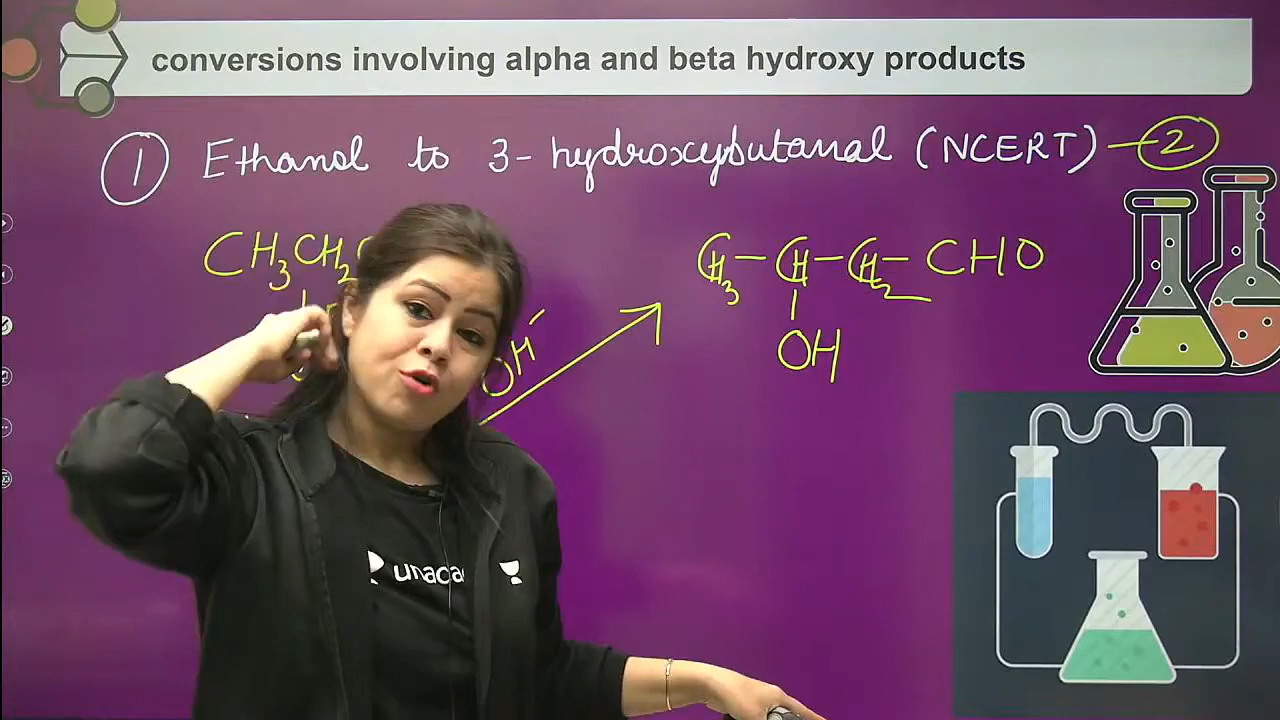 conversions involving alpha and beta hydroxy products
1 Ethanol to 3-hydroxybutanal (NCERT) — 2
CH3CH2
CH3 — CH — CH2 — CHO
OH
OH⁻
unaca